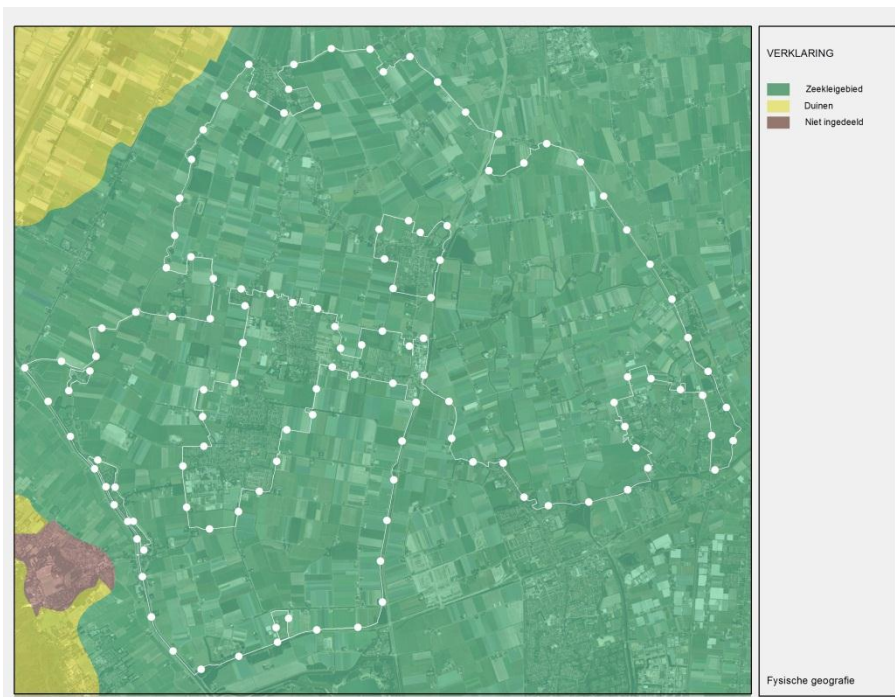 VERKLARING
Zeekleigebied
Duinen
Niet ingedeeld
Fysische geografie